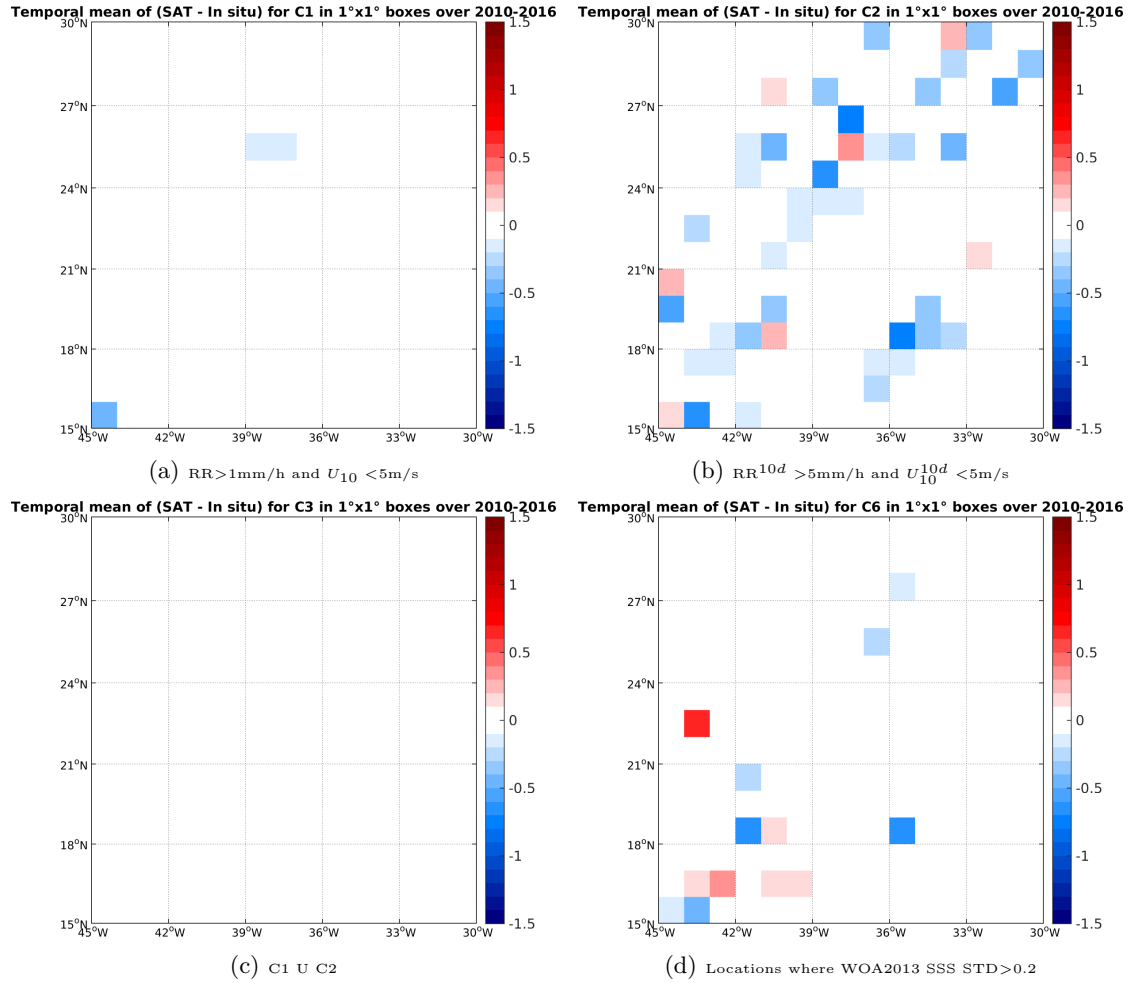 Temporal mean of (SAT - In situ) for C1 in 1°x1° boxes over 2010-2016
30°N
27°N
24°N
21°N
18°N
15°N
45°W 42°W 39°W 36°W 33°W 30°W
1.5
1
0.5
0
-0.5
-1
-1.5
(a) RR>1mm/h and U10 <5m/s
Temporal mean of (SAT - In situ) for C2 in 1°x1° boxes over 2010-2016
30°N
27°N
24°N
21°N
18°N
15°N
45°W 42°W 39°W 36°W 33°W 30°W
1.5
1
0.5
0
-0.5
-1
-1.5
(b) RR^10d >5mm/h and U10^10d <5m/s
Temporal mean of (SAT - In situ) for C3 in 1°x1° boxes over 2010-2016
30°N
27°N
24°N
21°N
18°N
15°N
45°W 42°W 39°W 36°W 33°W 30°W
1.5
1
0.5
0
-0.5
-1
-1.5
(c) C1 U C2
Temporal mean of (SAT - In situ) for C6 in 1°x1° boxes over 2010-2016
30°N
27°N
24°N
21°N
18°N
15°N
45°W 42°W 39°W 36°W 33°W 30°W
1.5
1
0.5
0
-0.5
-1
-1.5
(d) Locations where WOA2013 SSS STD>0.2